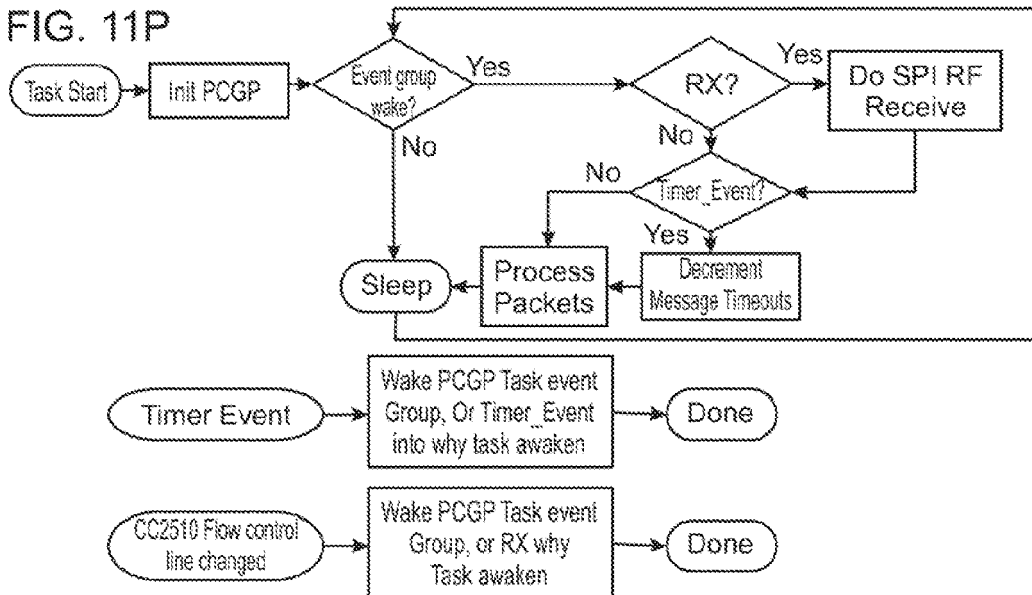 FIG. 11P
Task Start
Init PCGP
Event group
wake?
Yes
No
RX?
Yes
No
Do SPI RF
Receive
Timer_Event?
No
Yes
Decrement
Message Timeouts
Process
Packets
Sleep
Timer Event
Wake PCGP Task event
Group, Or Timer_Event
into why task awaken
Done
CC2510 Flow control
line changed
Wake PCGP Task event
Group, or RX why
Task awaken
Done